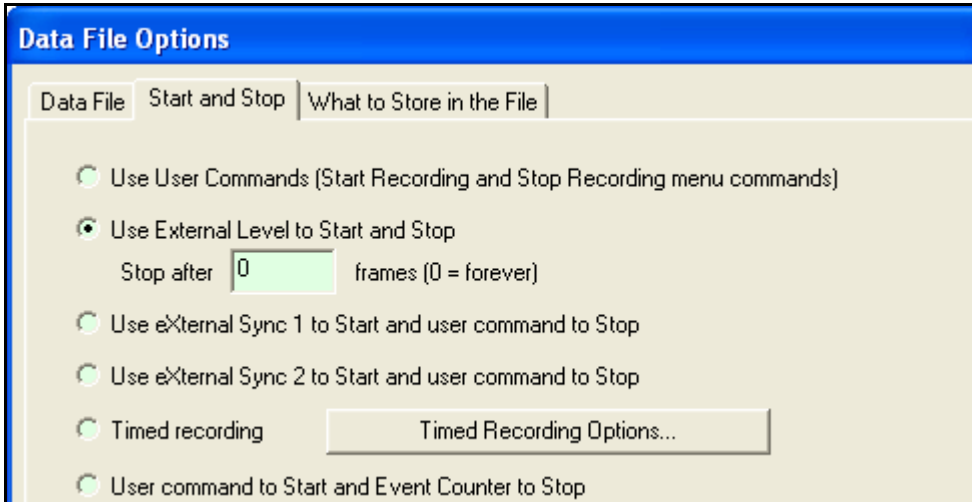 Data File Options
Data File Start and Stop What to Store in the File
Use User Commands (Start Recording and Stop Recording menu commands)
Use External Level to Start and Stop
Stop after 0 frames (0 = forever)
Use eXternal Sync 1 to Start and user command to Stop
Use eXternal Sync 2 to Start and user command to Stop
Timed recording Timed Recording Options...
User command to Start and Event Counter to Stop